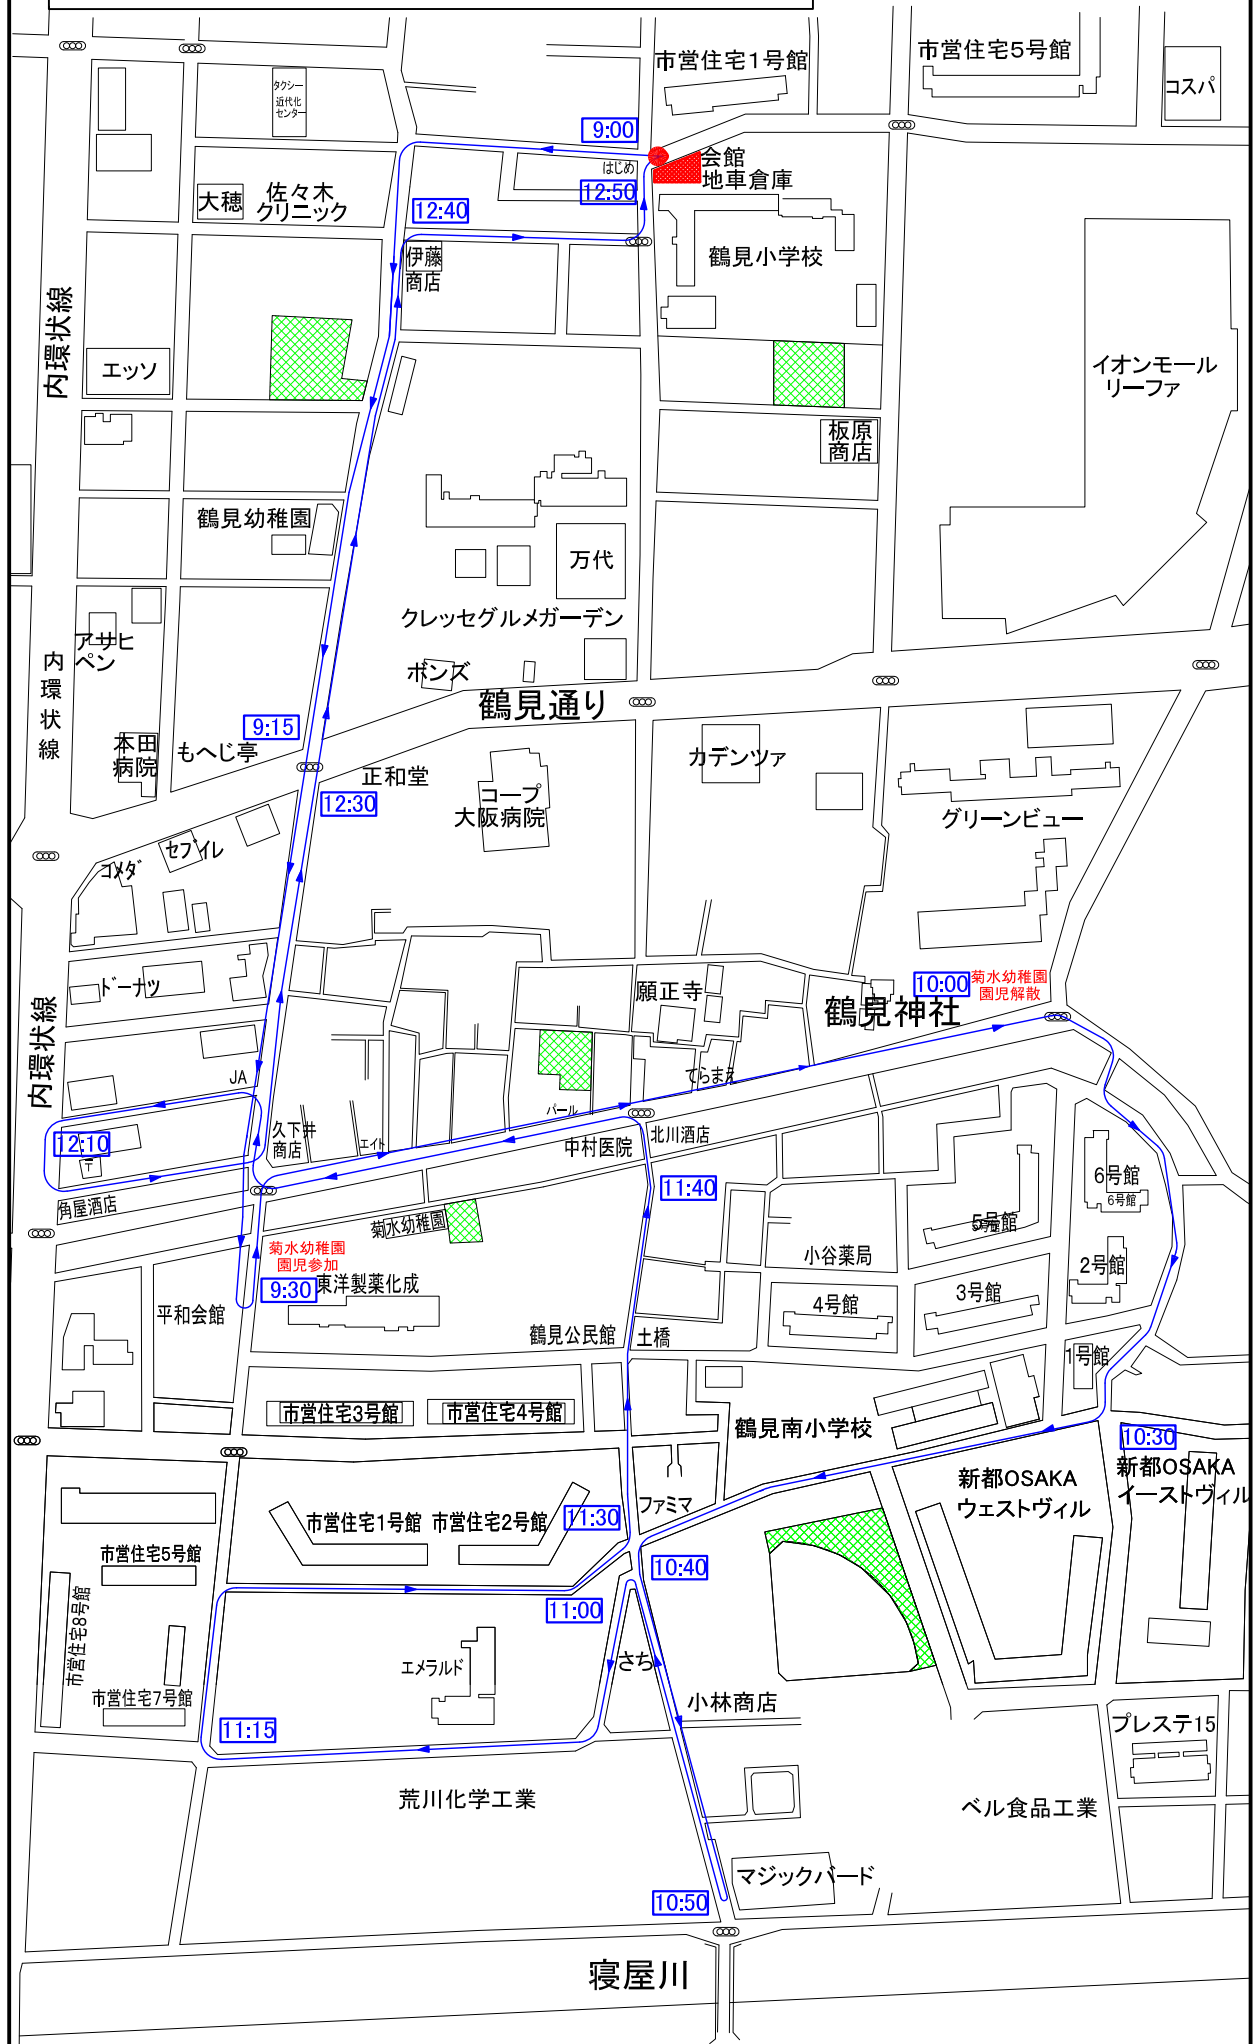 市営住宅1号館
市営住宅5号館
コスパ
タクシー
近代化
センター
9:00
はじめ
会館
地車倉庫
大穂
佐々木
クリニック
12:40
12:50
伊藤
商店
鶴見小学校
内環状線
エッソ
イオンモール
リーファ
板原
商店
鶴見幼稚園
万代
クレッセグルメガーデン
アサヒ
ペン
内環状線
ボンズ
鶴見通り
9:15
本田
病院
もへじ亭
正和堂
カデンツァ
12:30
コープ
大阪病院
グリーンビュー
コメダ
セブイレ
ドーナッ
願正寺
10:00
菊水幼稚園
園児解散
鶴見神社
内環状線
JA
てらまえ
パール
12:10
〒
久下井
商店
エイト
中村医院
北川酒店
角屋酒店
11:40
6号館
6号館
菊水幼稚園
5号館
菊水幼稚園
園児参加
小谷薬局
2号館
9:30
東洋製薬化成
平和会館
4号館
3号館
鶴見公民館
土橋
1号館
市営住宅3号館
市営住宅4号館
鶴見南小学校
10:30
新都OSAKA
ウェストヴィル
新都OSAKA
イーストヴィル
ファミマ
11:30
市営住宅1号館
市営住宅2号館
市営住宅5号館
10:40
市営住宅8号館
11:00
エメラルド
さち
市営住宅7号館
小林商店
11:15
プレステ15
荒川化学工業
ベル食品工業
マジックバード
10:50
寝屋川